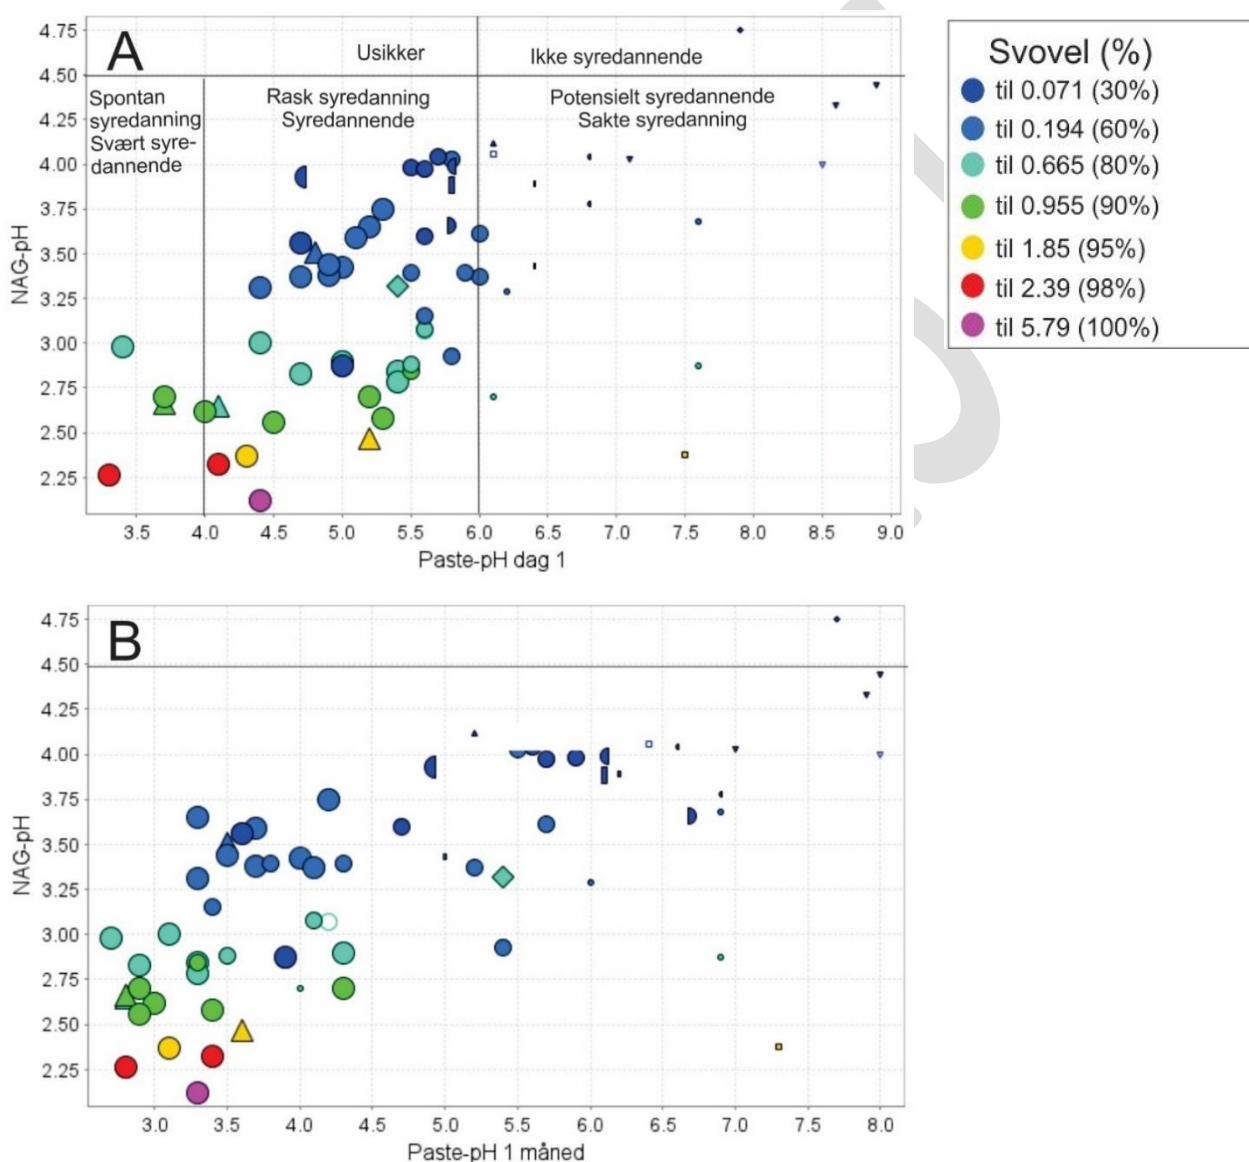 A
Usikker
Ikke syredannende
Spontan
syredanning
Svært syre-
dannende
Rask syredanning
Syredannende
Potensielt syredannende
Sakte syredanning
4.75
4.50
4.25
4.00
3.75
3.50
3.25
3.00
2.75
2.50
2.25
NAG-pH
3.5 4.0 4.5 5.0 5.5 6.0 6.5 7.0 7.5 8.0 8.5 9.0
Paste-pH dag 1
Svovel (%)
til 0.071 (30%)
til 0.194 (60%)
til 0.665 (80%)
til 0.955 (90%)
til 1.85 (95%)
til 2.39 (98%)
til 5.79 (100%)
B
4.75
4.50
4.25
4.00
3.75
3.50
3.25
3.00
2.75
2.50
2.25
NAG-pH
3.0 3.5 4.0 4.5 5.0 5.5 6.0 6.5 7.0 7.5 8.0
Paste-pH 1 måned